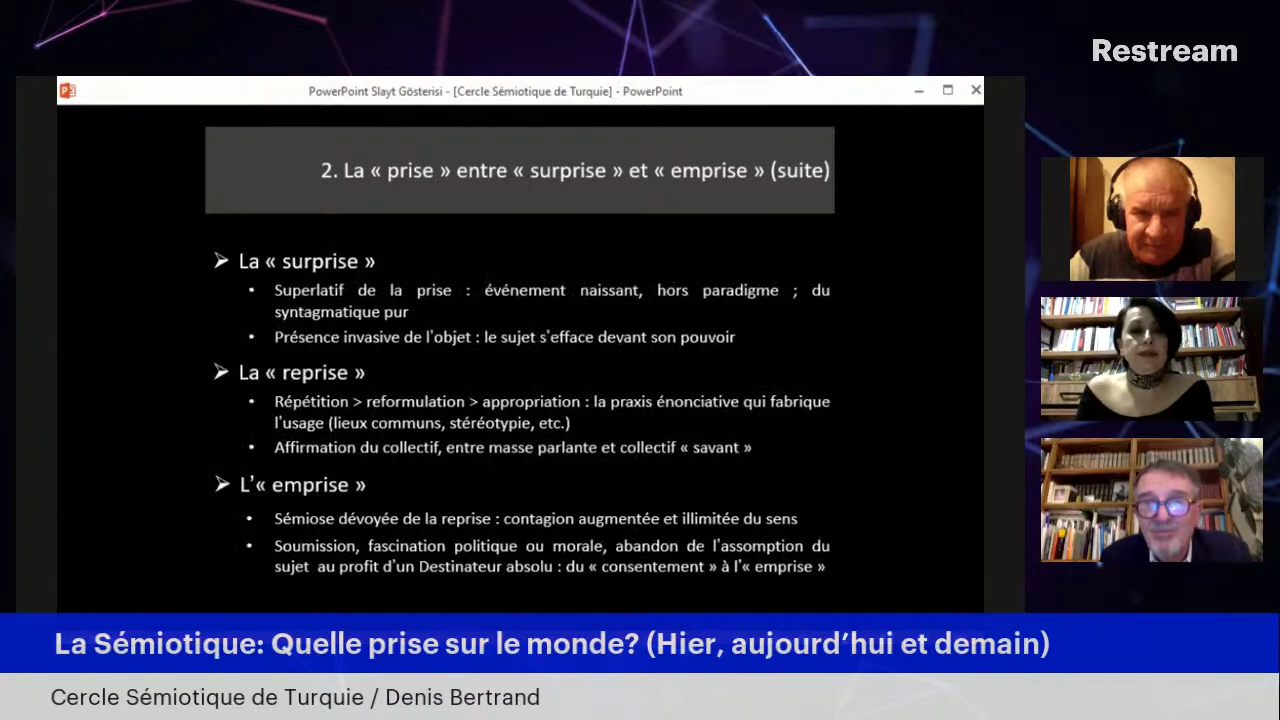 Restream
PowerPoint Slayt Gösterisi - [Cercle Sémiotique de Turquie] - PowerPoint
2. La « prise » entre « surprise » et « emprise » (suite)
➢ La « surprise »
• Superlatif de la prise : événement naissant, hors paradigme ; du
syntagmatique pur
• Présence invasive de l'objet : le sujet s'efface devant son pouvoir
➢ La « reprise »
• Répétition > reformulation > appropriation : la praxis énonciative qui fabrique
l'usage (lieux communs, stéréotypie, etc.)
• Affirmation du collectif, entre masse parlante et collectif « savant »
➢ L'« emprise »
• Sémiose dévoyée de la reprise : contagion augmentée et illimitée du sens
• Soumission, fascination politique ou morale, abandon de l'assomption du
sujet au profit d'un Destinateur absolu : du « consentement » à l'« emprise »
La Sémiotique: Quelle prise sur le monde? (Hier, aujourd'hui et demain)
Cercle Sémiotique de Turquie / Denis Bertrand